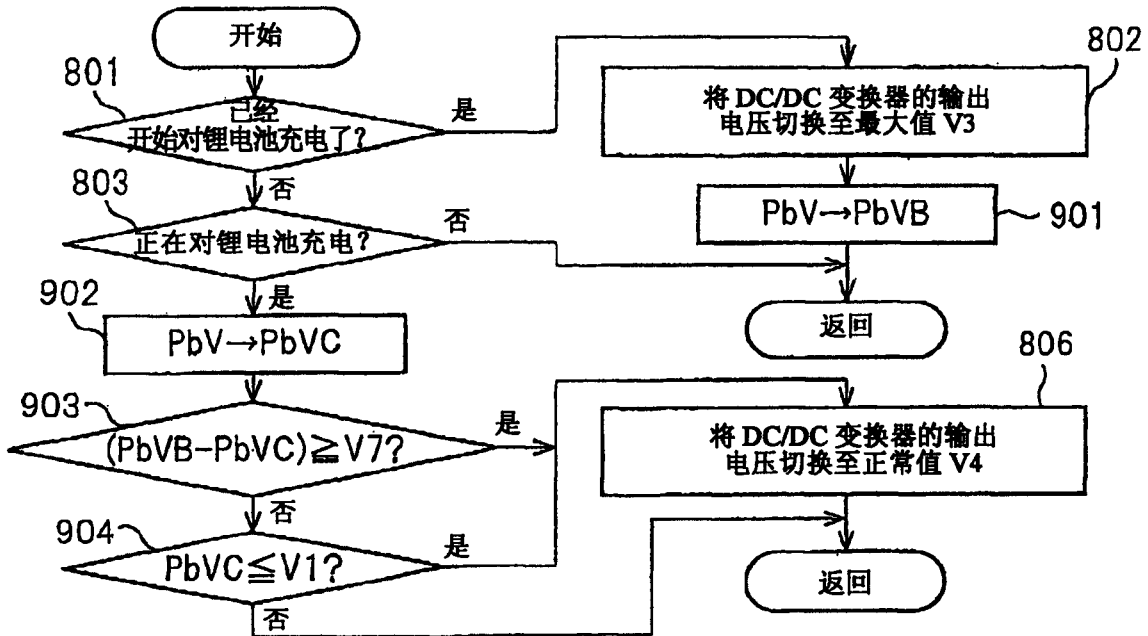 开始
801
已经
开始对锂电池充电了?
是
802
将 DC/DC 变换器的输出
电压切换至最大值 V3
否
803
正在对锂电池充电?
否
PbV→PbVB
901
是
902
PbV→PbVC
返回
903
(PbVB-PbVC)≧V7?
是
806
将 DC/DC 变换器的输出
电压切换至正常值 V4
否
904
PbVC≦V1?
是
否
返回